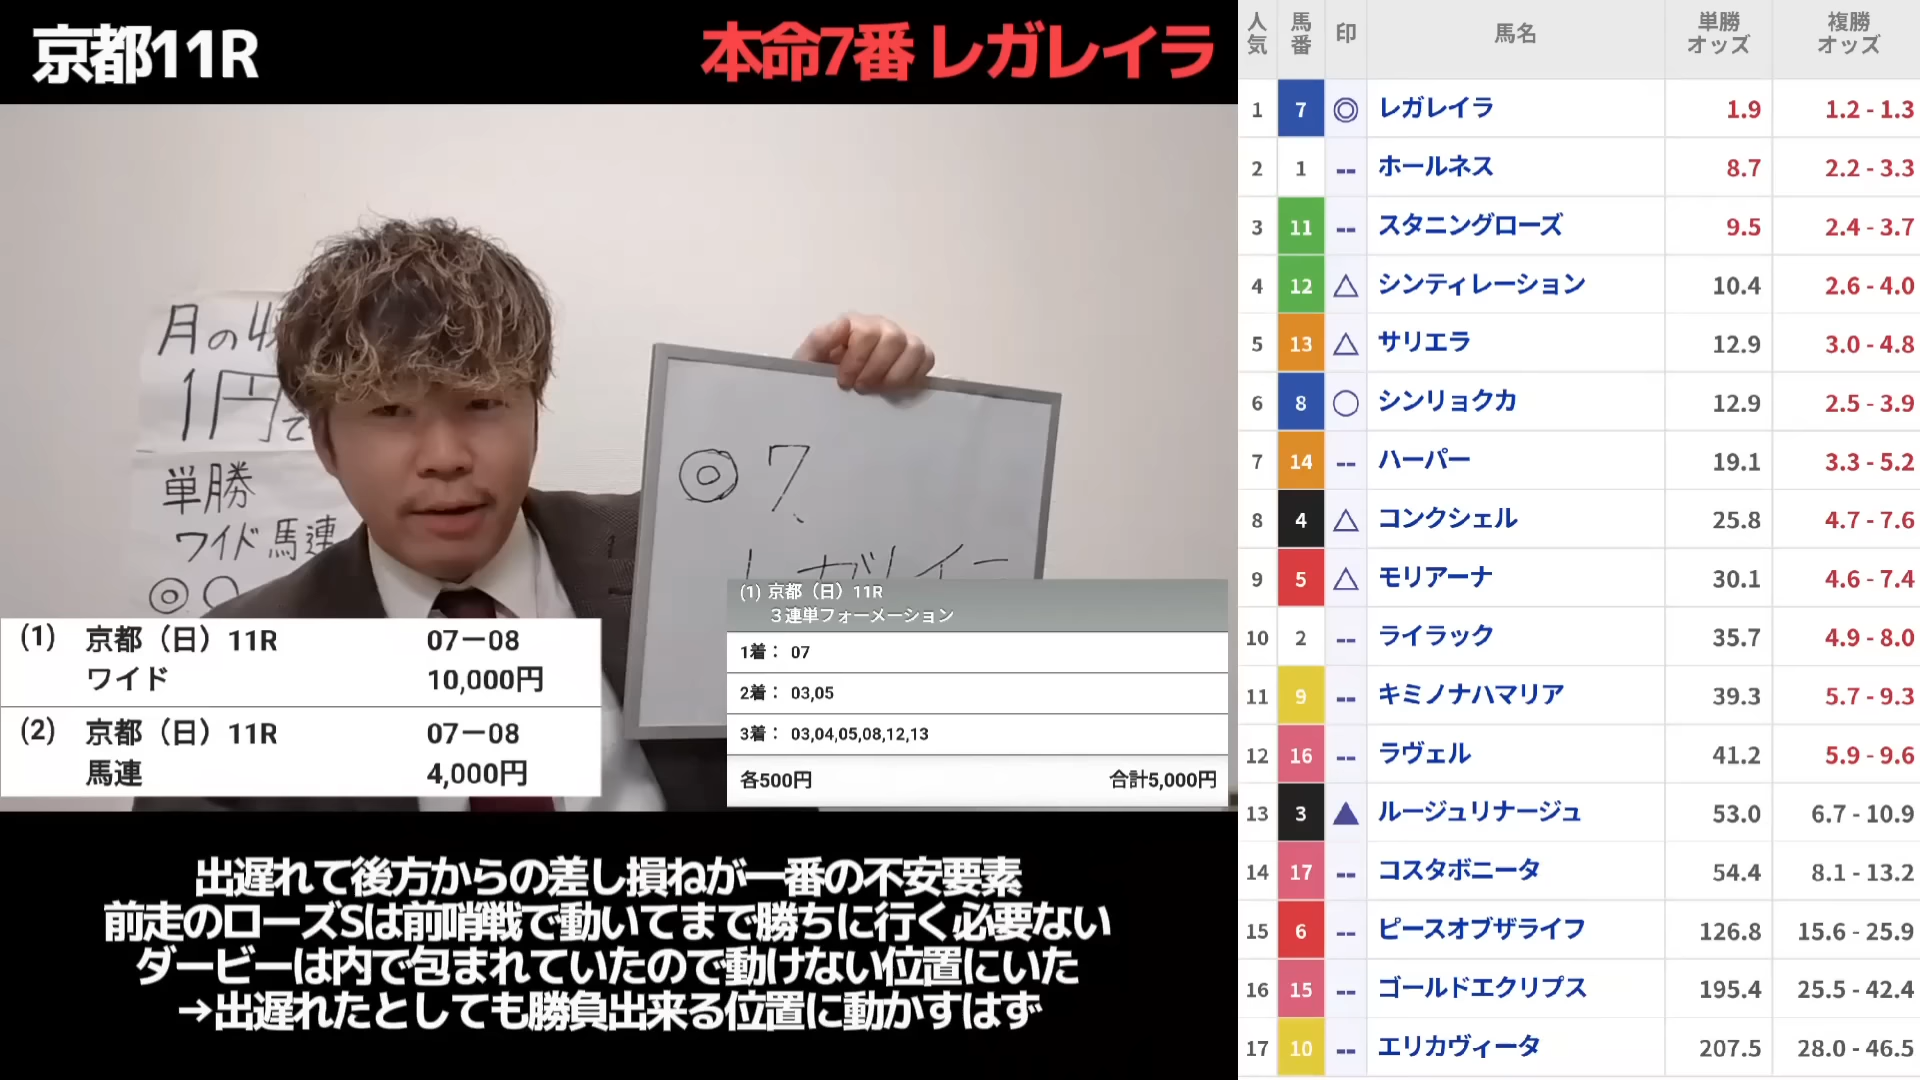 京都11R
本命7番 レガレイラ
月の収
1円で
単勝
ワイド馬連
◎○
◎7
レガレイラ
(1) 京都（日）11R 07－08
ワイド 10,000円
(2) 京都（日）11R 07－08
馬連 4,000円
(1) 京都（日）11R
３連単フォーメーション
1着： 07
2着： 03,05
3着： 03,04,05,08,12,13
各500円 合計5,000円
出遅れて後方からの差し損ねが一番の不安要素
前走のローズSは前哨戦で動いてまで勝ちに行く必要ない
ダービーは内で包まれていたので動けない位置にいた
→出遅れたとしても勝負出来る位置に動かすはず
人気 馬番 印 馬名 単勝オッズ 複勝オッズ
1 7 ◎ レガレイラ 1.9 1.2 - 1.3
2 1 -- ホールネス 8.7 2.2 - 3.3
3 11 -- スタニングローズ 9.5 2.4 - 3.7
4 12 △ シンティレーション 10.4 2.6 - 4.0
5 13 △ サリエラ 12.9 3.0 - 4.8
6 8 ○ シンリョクカ 12.9 2.5 - 3.9
7 14 -- ハーパー 19.1 3.3 - 5.2
8 4 △ コンクシェル 25.8 4.7 - 7.6
9 5 △ モリアーナ 30.1 4.6 - 7.4
10 2 -- ライラック 35.7 4.9 - 8.0
11 9 -- キミノナハマリア 39.3 5.7 - 9.3
12 16 -- ラヴェル 41.2 5.9 - 9.6
13 3 ▲ ルージュリナージュ 53.0 6.7 - 10.9
14 17 -- コスタボニータ 54.4 8.1 - 13.2
15 6 -- ピースオブザライフ 126.8 15.6 - 25.9
16 15 -- ゴールドエクリプス 195.4 25.5 - 42.4
17 10 -- エリカヴィータ 207.5 28.0 - 46.5